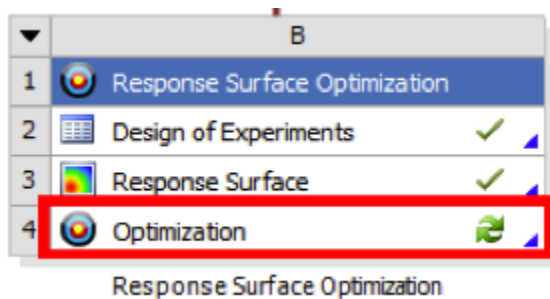 B
1 Response Surface Optimization
2 Design of Experiments
3 Response Surface
4 Optimization
Response Surface Optimization